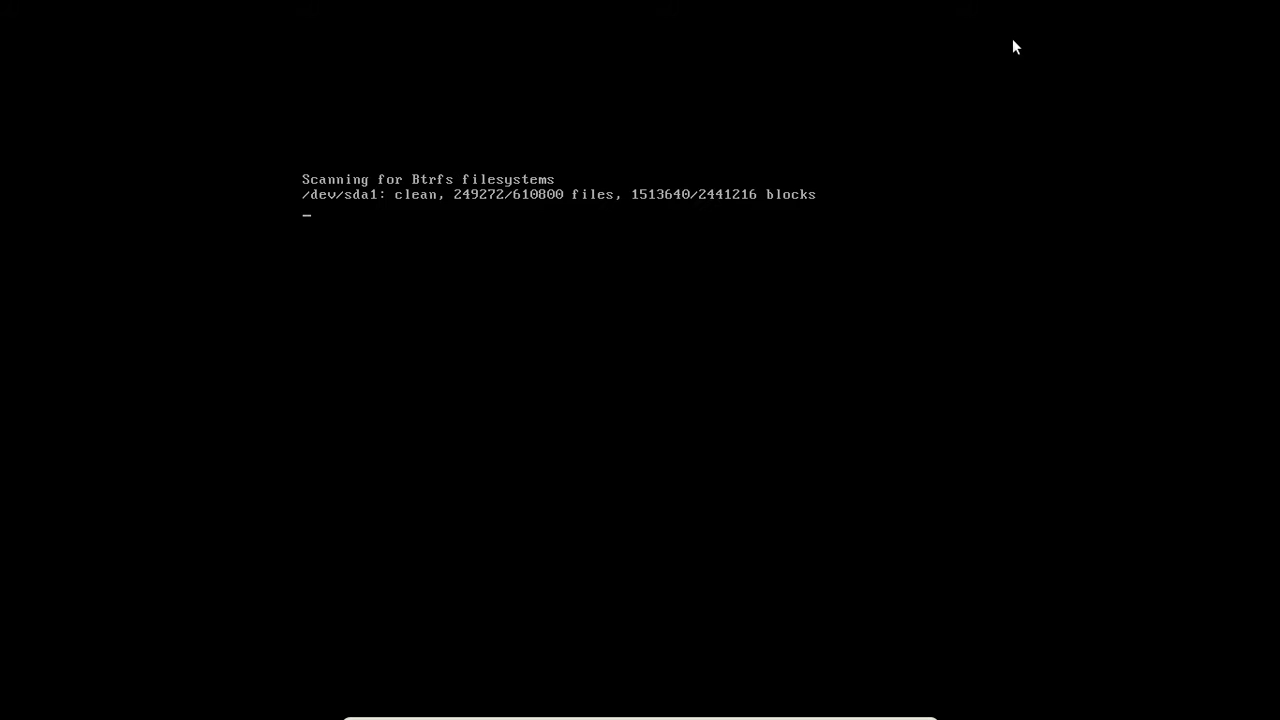 Scanning for Btrfs filesystems
/dev/sda1: clean, 249272/610800 files, 1513640/2441216 blocks
_